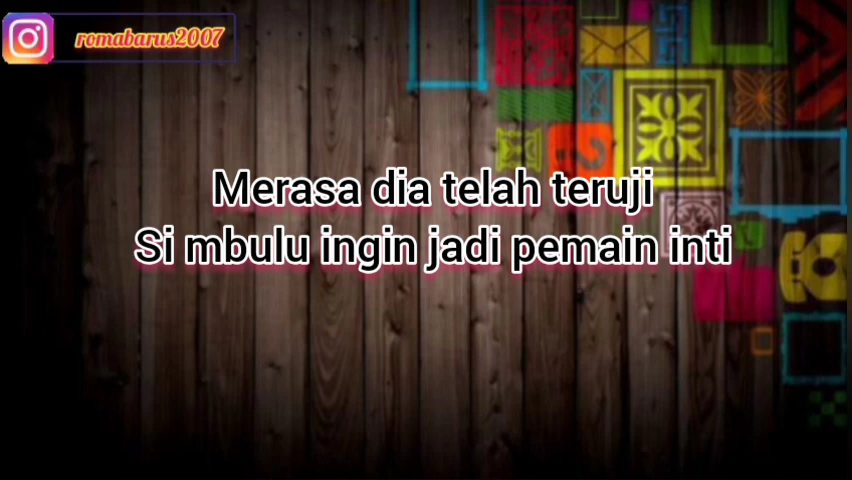 romabarus2007
Merasa dia telah teruji
Si mbulu ingin jadi pemain inti